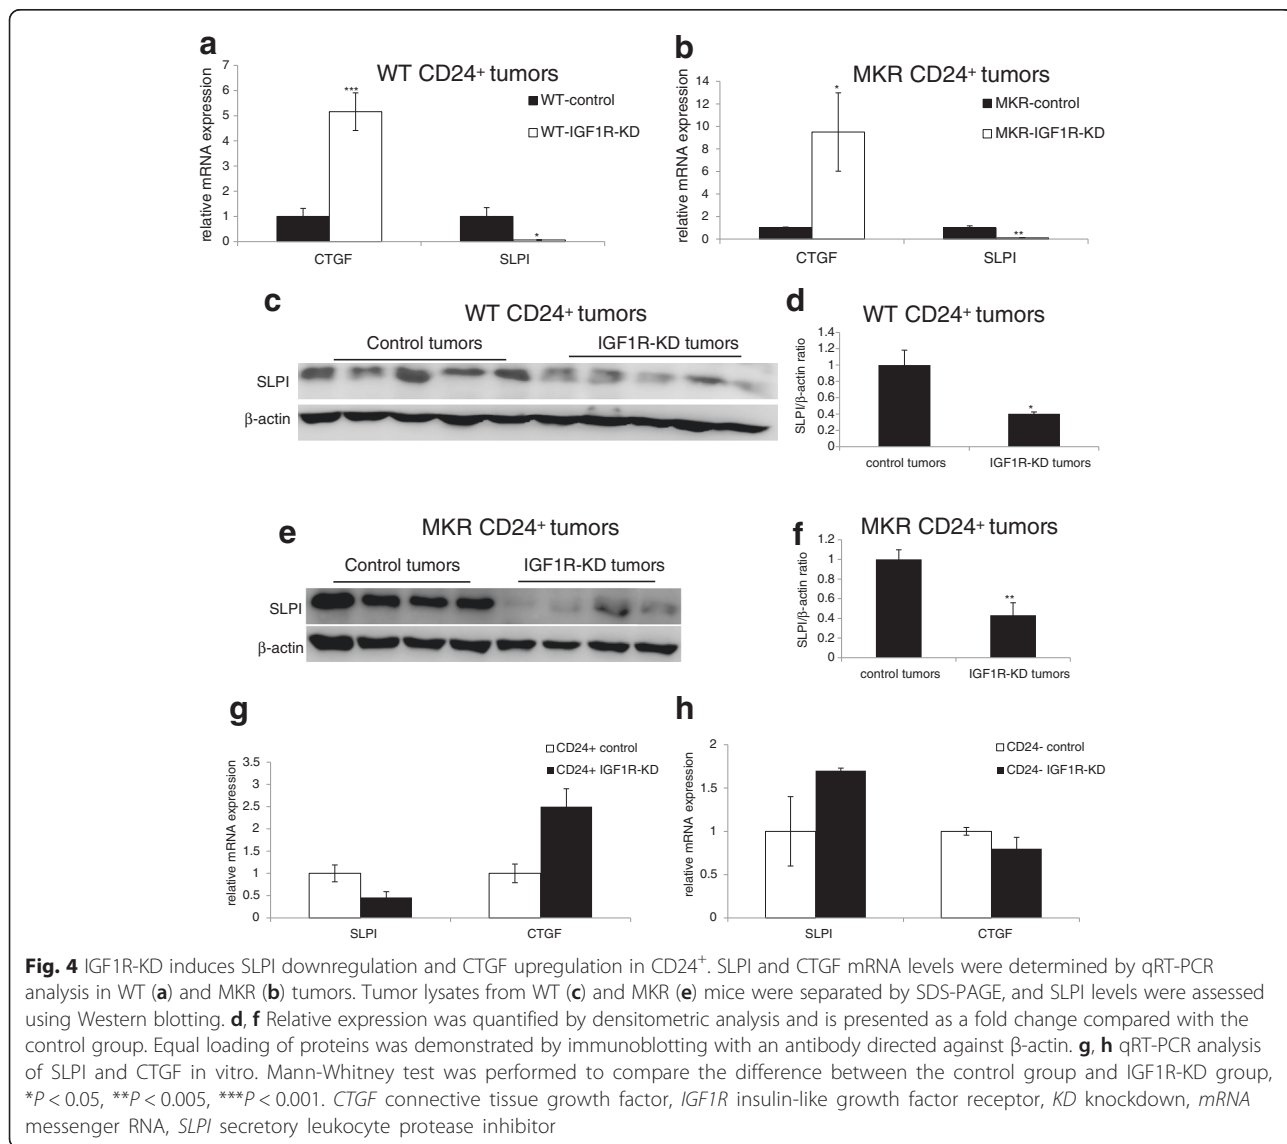 a
WT CD24+ tumors
relative mRNA expression
7
6
5
4
3
2
1
0
***
*
WT-control
WT-IGF1R-KD
CTGF SLPI
b
MKR CD24+ tumors
relative mRNA expression
14
12
10
8
6
4
2
0
*
**
MKR-control
MKR-IGF1R-KD
CTGF SLPI
c
WT CD24+ tumors
Control tumors IGF1R-KD tumors
SLPI
β-actin
d
WT CD24+ tumors
SLPI/β-actin ratio
1.4
1.2
1
0.8
0.6
0.4
0.2
0
*
control tumors IGF1R-KD tumors
e
MKR CD24+ tumors
Control tumors IGF1R-KD tumors
SLPI
β-actin
f
MKR CD24+ tumors
SLPI/β-actin ratio
1.2
1
0.8
0.6
0.4
0.2
0
**
control tumors IGF1R-KD tumors
g
CD24+ control
CD24+ IGF1R-KD
relative mRNA expression
3.5
3
2.5
2
1.5
1
0.5
0
SLPI CTGF
h
CD24- control
CD24- IGF1R-KD
relative mRNA expression
2
1.5
1
0.5
0
SLPI CTGF
Fig. 4 IGF1R-KD induces SLPI downregulation and CTGF upregulation in CD24+. SLPI and CTGF mRNA levels were determined by qRT-PCR
analysis in WT (a) and MKR (b) tumors. Tumor lysates from WT (c) and MKR (e) mice were separated by SDS-PAGE, and SLPI levels were assessed
using Western blotting. d, f Relative expression was quantified by densitometric analysis and is presented as a fold change compared with the
control group. Equal loading of proteins was demonstrated by immunoblotting with an antibody directed against β-actin. g, h qRT-PCR analysis
of SLPI and CTGF in vitro. Mann-Whitney test was performed to compare the difference between the control group and IGF1R-KD group,
*P < 0.05, **P < 0.005, ***P < 0.001. CTGF connective tissue growth factor, IGF1R insulin-like growth factor receptor, KD knockdown, mRNA
messenger RNA, SLPI secretory leukocyte protease inhibitor